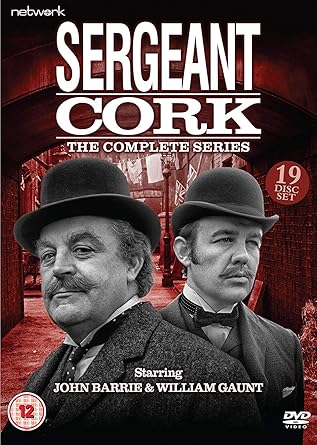 network
SERGEANT
CORK
THE COMPLETE SERIES
19
DISC
SET
Starring
JOHN BARRIE & WILLIAM GAUNT
12
DVD
VIDEO